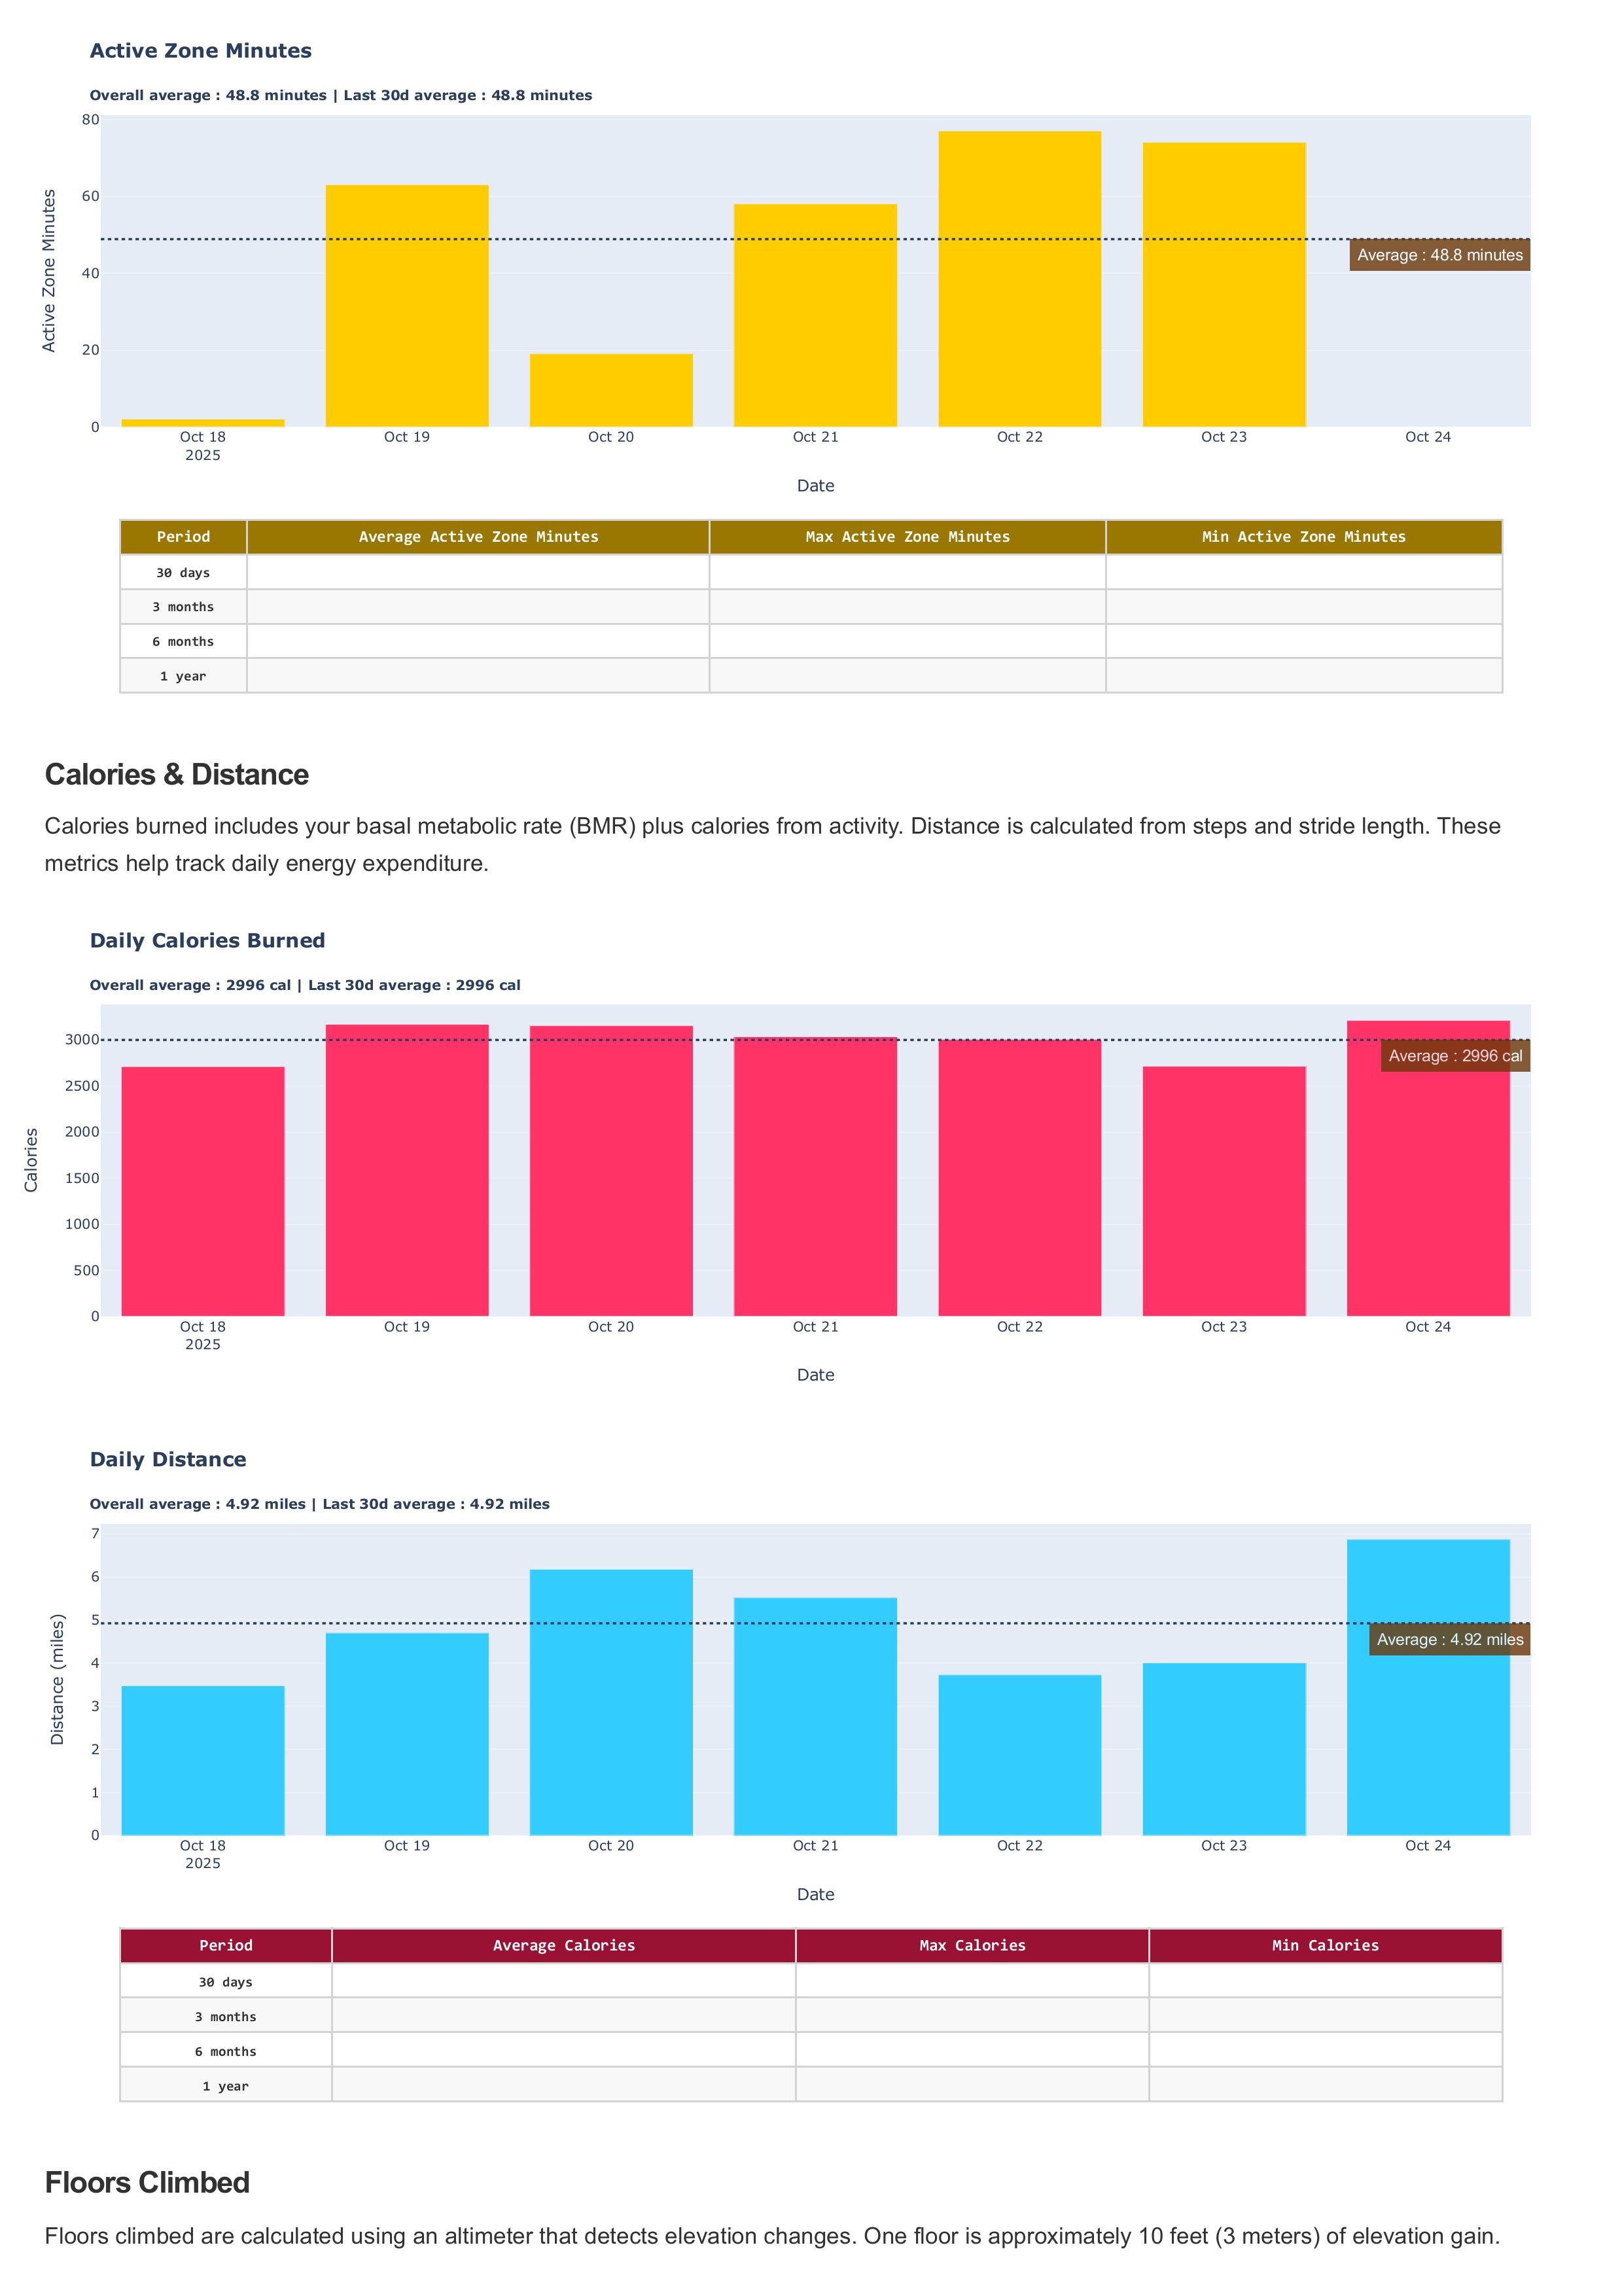 Active Zone Minutes
Overall average : 48.8 minutes | Last 30d average : 48.8 minutes
80
60
40
20
0
Active Zone Minutes
Average : 48.8 minutes
Oct 18 Oct 19 Oct 20 Oct 21 Oct 22 Oct 23 Oct 24
2025
Date
Period Average Active Zone Minutes Max Active Zone Minutes Min Active Zone Minutes
30 days
3 months
6 months
1 year
Calories & Distance
Calories burned includes your basal metabolic rate (BMR) plus calories from activity. Distance is calculated from steps and stride length. These
metrics help track daily energy expenditure.
Daily Calories Burned
Overall average : 2996 cal | Last 30d average : 2996 cal
3000
2500
2000
1500
1000
500
0
Calories
Average : 2996 cal
Oct 18 Oct 19 Oct 20 Oct 21 Oct 22 Oct 23 Oct 24
2025
Date
Daily Distance
Overall average : 4.92 miles | Last 30d average : 4.92 miles
7
6
5
4
3
2
1
0
Distance (miles)
Average : 4.92 miles
Oct 18 Oct 19 Oct 20 Oct 21 Oct 22 Oct 23 Oct 24
2025
Date
Period Average Calories Max Calories Min Calories
30 days
3 months
6 months
1 year
Floors Climbed
Floors climbed are calculated using an altimeter that detects elevation changes. One floor is approximately 10 feet (3 meters) of elevation gain.